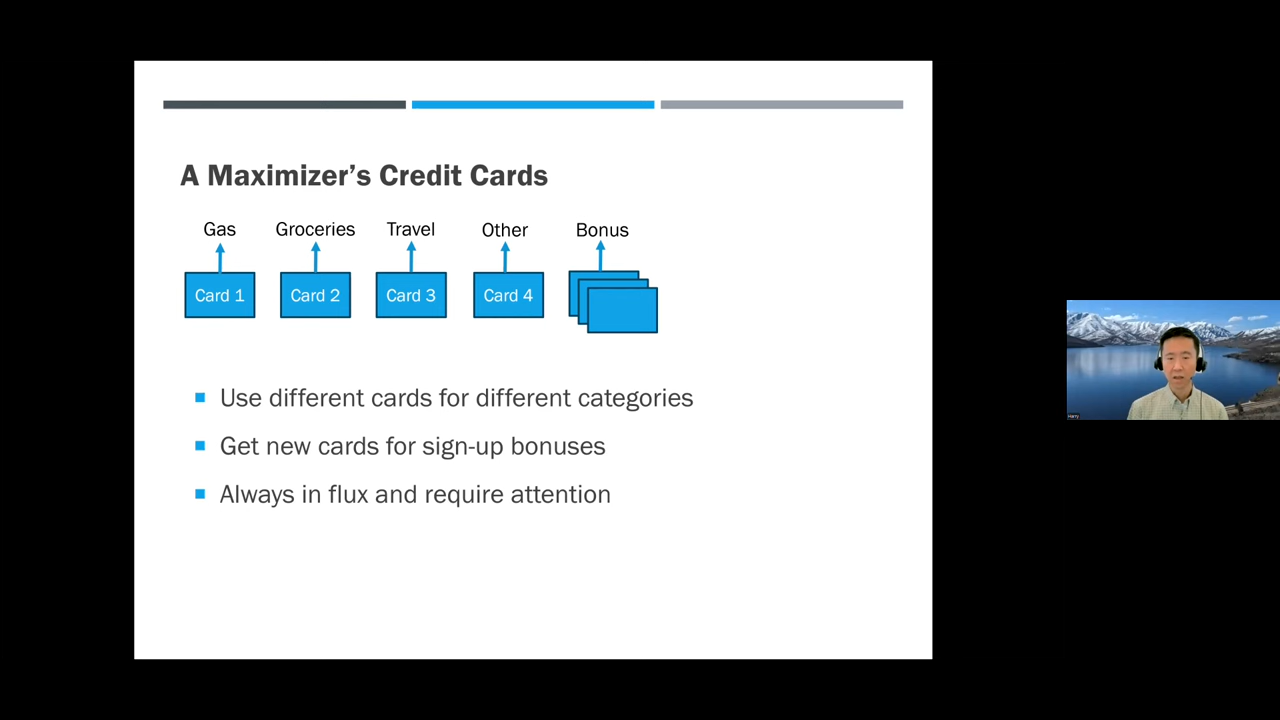 A Maximizer's Credit Cards
Gas Groceries Travel Other Bonus
Card 1 Card 2 Card 3 Card 4
Use different cards for different categories
Get new cards for sign-up bonuses
Always in flux and require attention
Harry